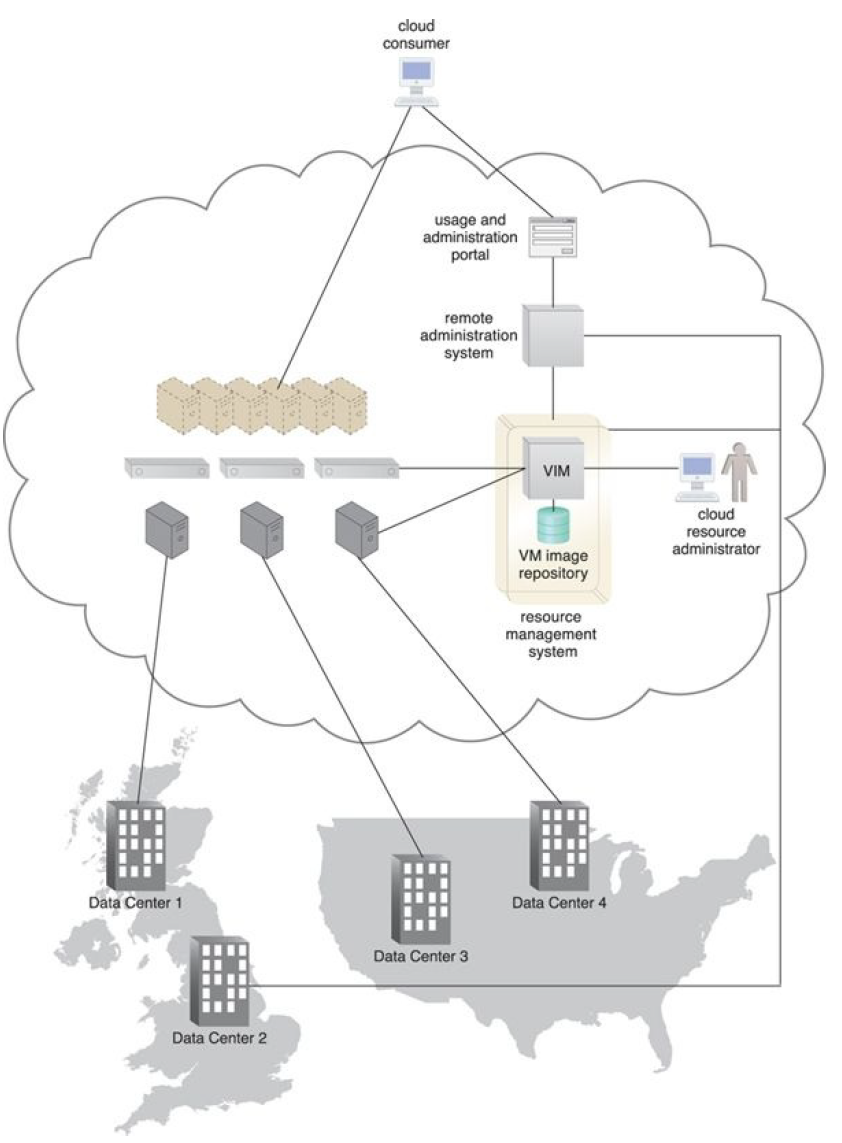 cloud
consumer
usage and
administration
portal
remote
administration
system
VIM
VM image
repository
cloud
resource
administrator
resource
management
system
Data Center 1
Data Center 4
Data Center 3
Data Center 2